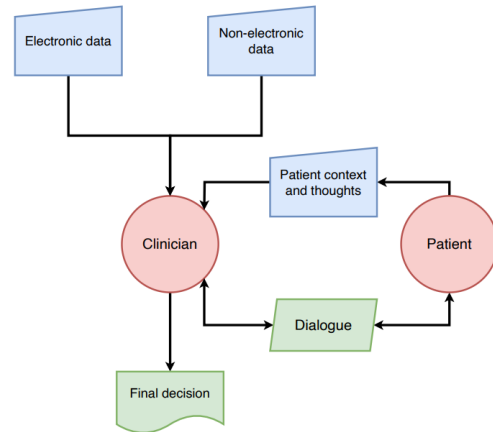 Electronic data
Non-electronic
data
Patient context
and thoughts
Clinician
Patient
Dialogue
Final decision